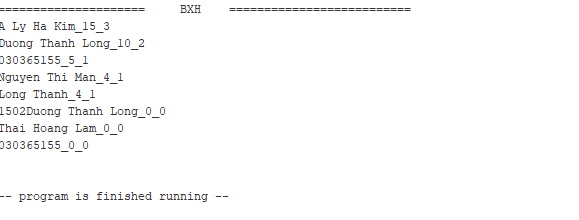 =====================     BXH    ==========================
A Ly Ha Kim_15_3
Duong Thanh Long_10_2
030365155_5_1
Nguyen Thi Man_4_1
Long Thanh_4_1
1502Duong Thanh Long_0_0
Thai Hoang Lam_0_0
030365155_0_0
-- program is finished running --